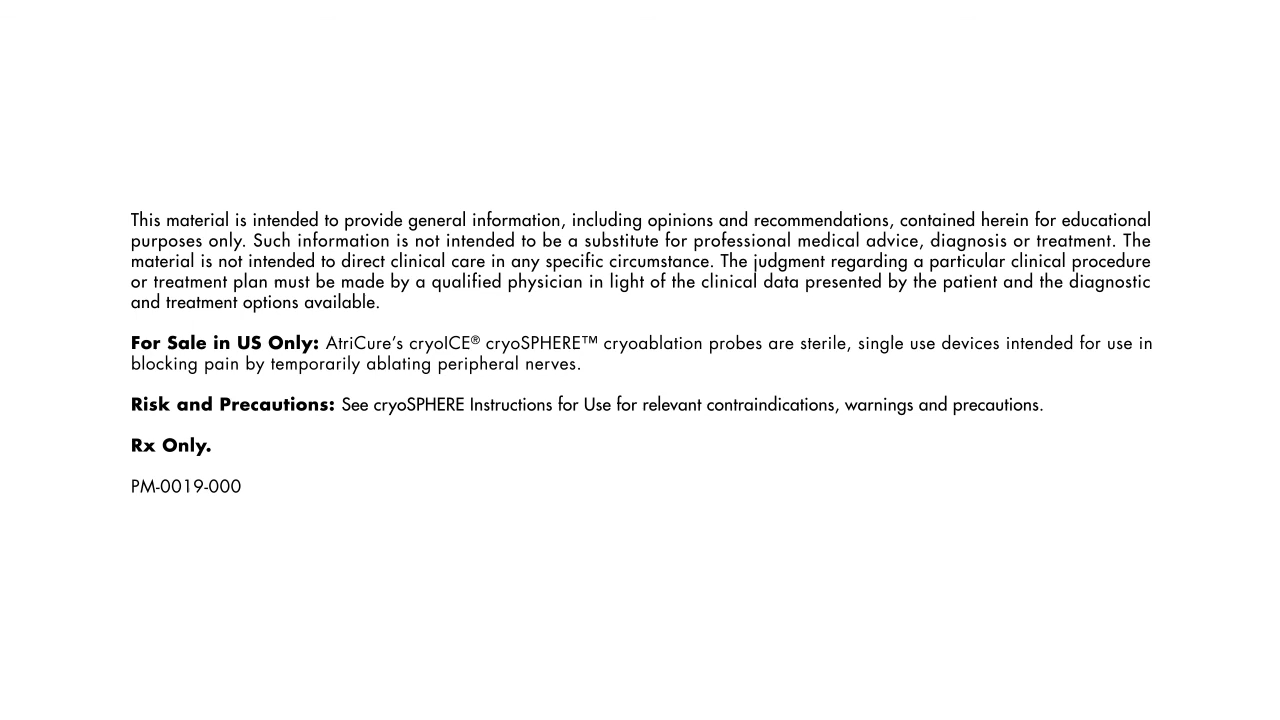 This material is intended to provide general information, including opinions and recommendations, contained herein for educational
purposes only. Such information is not intended to be a substitute for professional medical advice, diagnosis or treatment. The
material is not intended to direct clinical care in any specific circumstance. The judgment regarding a particular clinical procedure
or treatment plan must be made by a qualified physician in light of the clinical data presented by the patient and the diagnostic
and treatment options available.
For Sale in US Only: AtriCure’s cryoICE® cryoSPHERE™ cryoablation probes are sterile, single use devices intended for use in
blocking pain by temporarily ablating peripheral nerves.
Risk and Precautions: See cryoSPHERE Instructions for Use for relevant contraindications, warnings and precautions.
Rx Only.
PM-0019-000